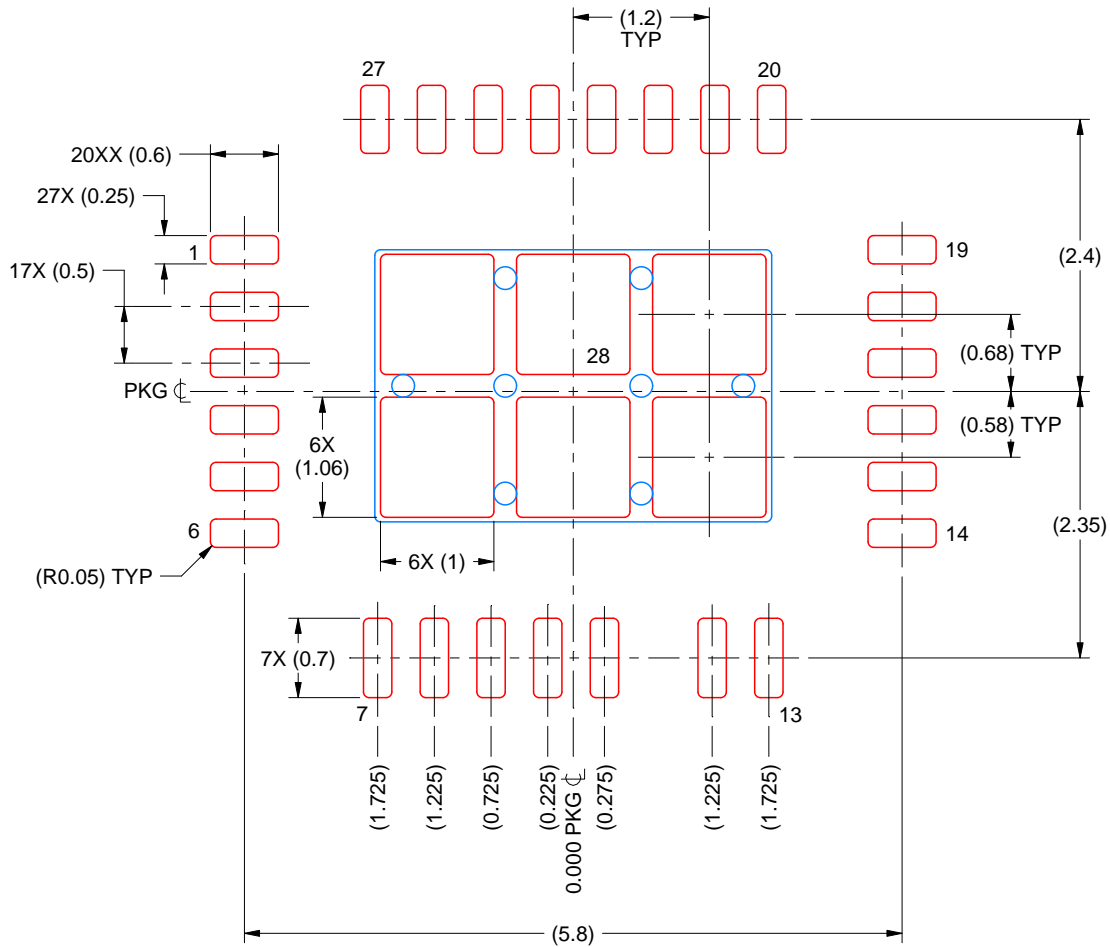 (1.2)
TYP
27
20
20XX (0.6)
27X (0.25)
1
19
17X (0.5)
(2.4)
28
(0.68) TYP
PKG ℄
(0.58) TYP
6X
(1.06)
6
14
(2.35)
(R0.05) TYP
6X (1)
7X (0.7)
7
13
(1.725)
(1.225)
(0.725)
(0.225)
0.000 PKG ℄
(0.275)
(1.225)
(1.725)
(5.8)